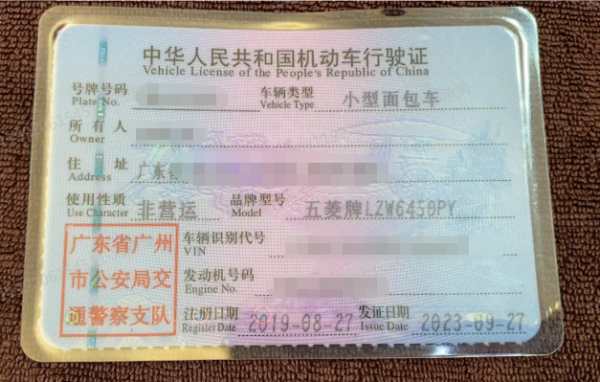 中华人民共和国机动车行驶证
Vehicle License of the People's Republic of China
号牌号码 车辆类型 小型面包车
Plate No. Vehicle Type
所有人
Owner
住址 广东
Address
使用性质 非营运 品牌型号 五菱牌LZW6450PY
Use Character Model
广东省广州 车辆识别代号
VIN
市公安局交 发动机号码
Engine No.
通警察支队 注册日期 2019-08-27 发证日期 2023-09-27
Register Date Issue Date